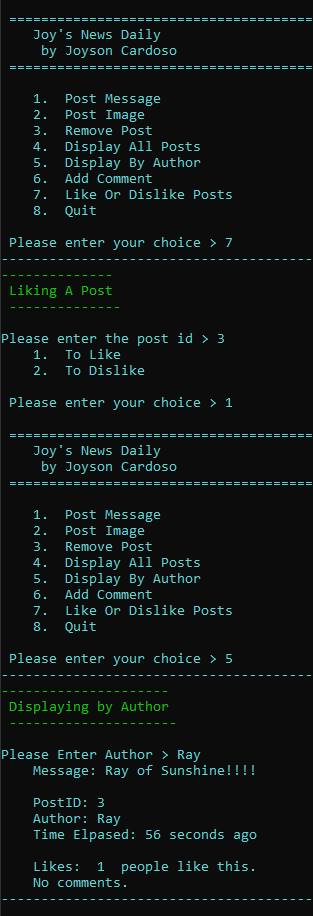 =======================================
Joy's News Daily
by Joyson Cardoso
=======================================
1. Post Message
2. Post Image
3. Remove Post
4. Display All Posts
5. Display By Author
6. Add Comment
7. Like Or Dislike Posts
8. Quit
Please enter your choice > 7
---------------------------------------
--------------
Liking A Post
--------------
Please enter the post id > 3
1. To Like
2. To Dislike
Please enter your choice > 1
=======================================
Joy's News Daily
by Joyson Cardoso
=======================================
1. Post Message
2. Post Image
3. Remove Post
4. Display All Posts
5. Display By Author
6. Add Comment
7. Like Or Dislike Posts
8. Quit
Please enter your choice > 5
---------------------------------------
---------------------
Displaying by Author
---------------------
Please Enter Author > Ray
Message: Ray of Sunshine!!!!
PostID: 3
Author: Ray
Time Elpased: 56 seconds ago
Likes: 1 people like this.
No comments.
---------------------------------------